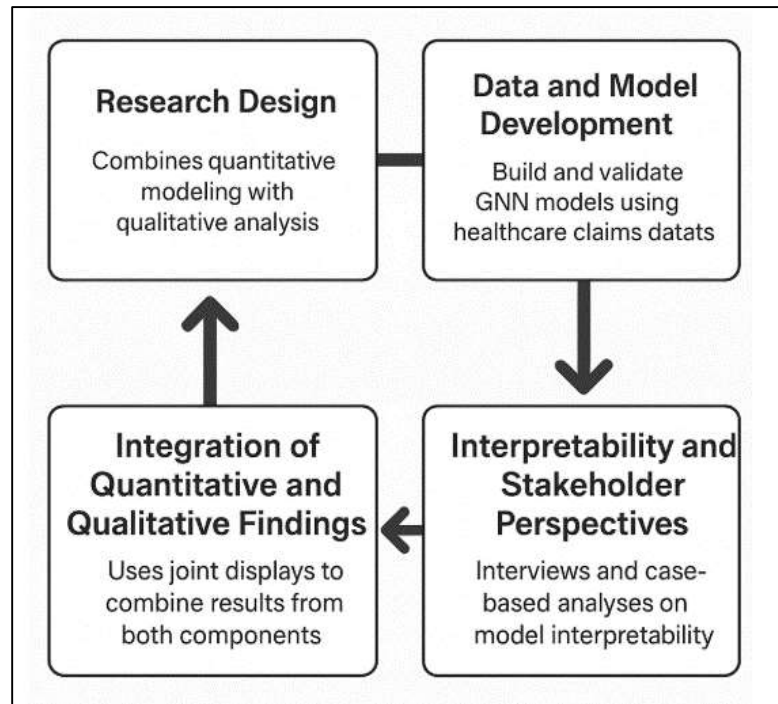 Research Design
Combines quantitative
modeling with
qualitative analysis
Data and Model
Development
Build and validate
GNN models using
healthcare claims datats
Interpretability and
Stakeholder
Perspectives
Interviews and case-
based analyses on
model interpretability
Integration of
Quantitative and
Qualitative Findings
Uses joint displays to
combine results from
both components